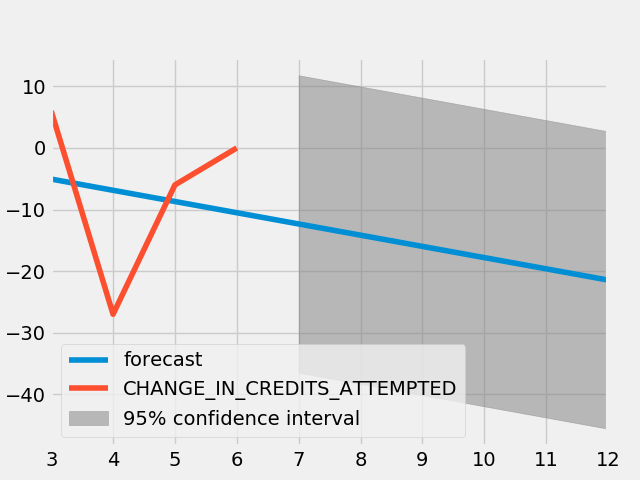 10
0
−10
−20
−30
−40
forecast
CHANGE_IN_CREDITS_ATTEMPTED
95% confidence interval
3 4 5 6 7 8 9 10 11 12